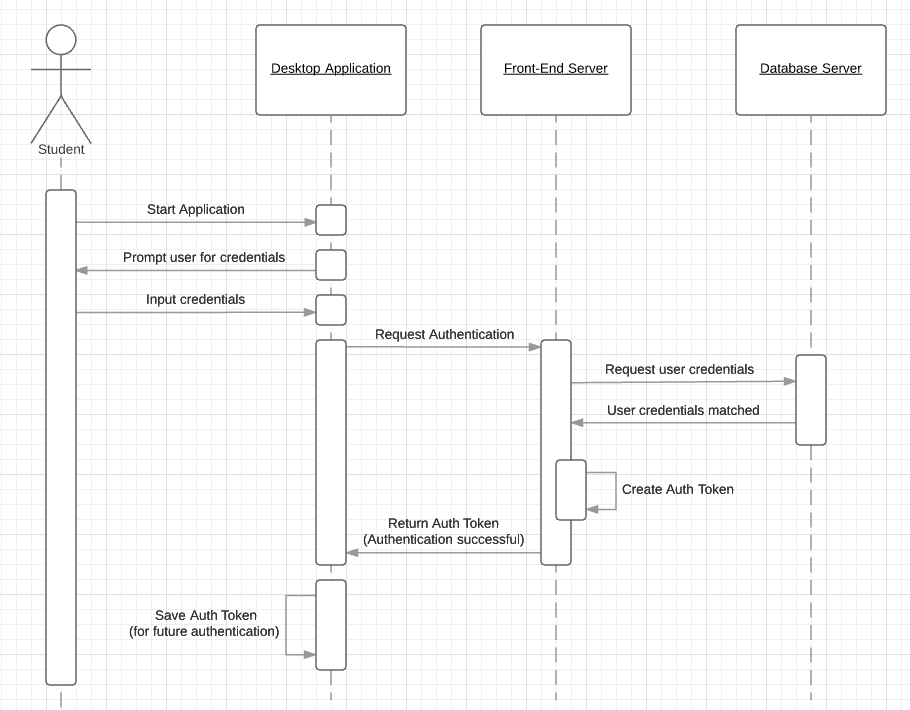 Desktop Application
Front-End Server
Database Server
Student
Start Application
Prompt user for credentials
Input credentials
Request Authentication
Request user credentials
User credentials matched
Create Auth Token
Return Auth Token
(Authentication successful)
Save Auth Token
(for future authentication)